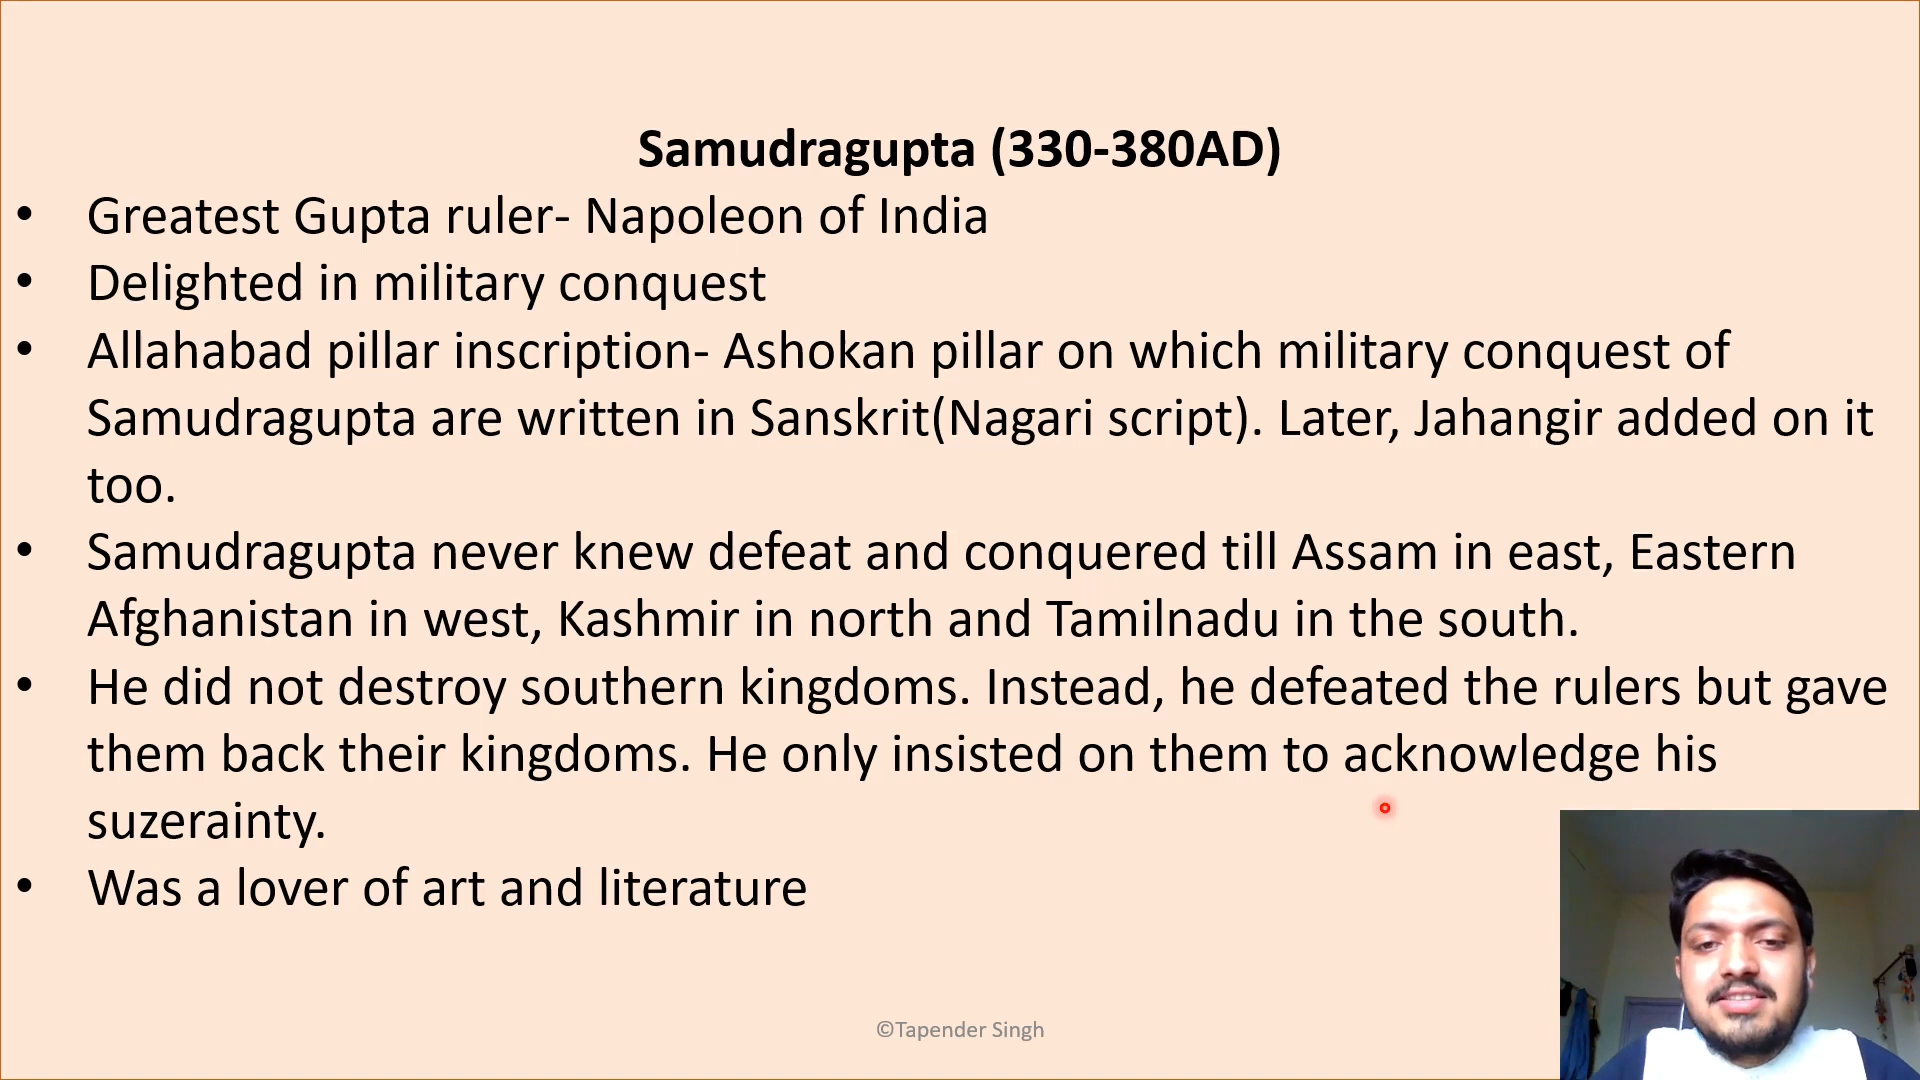 Samudragupta (330-380AD)
• Greatest Gupta ruler- Napoleon of India
• Delighted in military conquest
• Allahabad pillar inscription- Ashokan pillar on which military conquest of
Samudragupta are written in Sanskrit(Nagari script). Later, Jahangir added on it
too.
• Samudragupta never knew defeat and conquered till Assam in east, Eastern
Afghanistan in west, Kashmir in north and Tamilnadu in the south.
• He did not destroy southern kingdoms. Instead, he defeated the rulers but gave
them back their kingdoms. He only insisted on them to acknowledge his
suzerainty.
• Was a lover of art and literature
©Tapender Singh